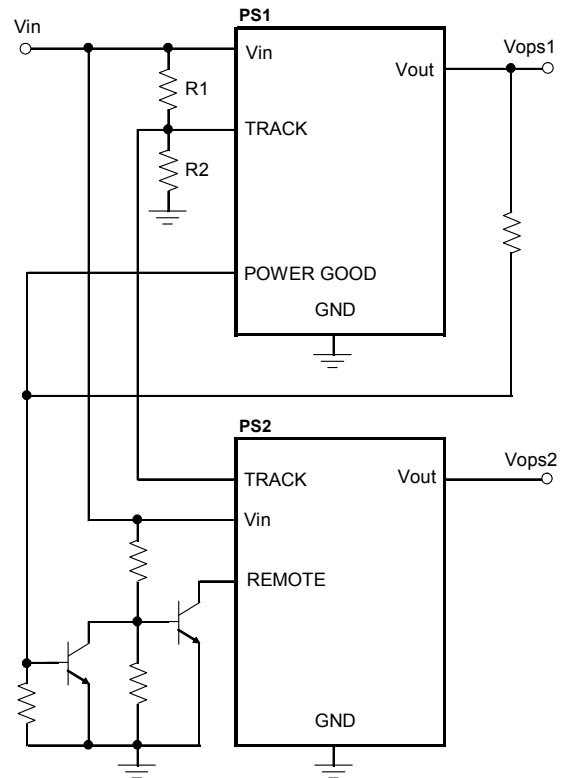 PS1
Vin
Vin
Vops1
Vout
R1
TRACK
R2
POWER GOOD
GND
PS2
Vops2
TRACK
Vout
Vin
REMOTE
GND